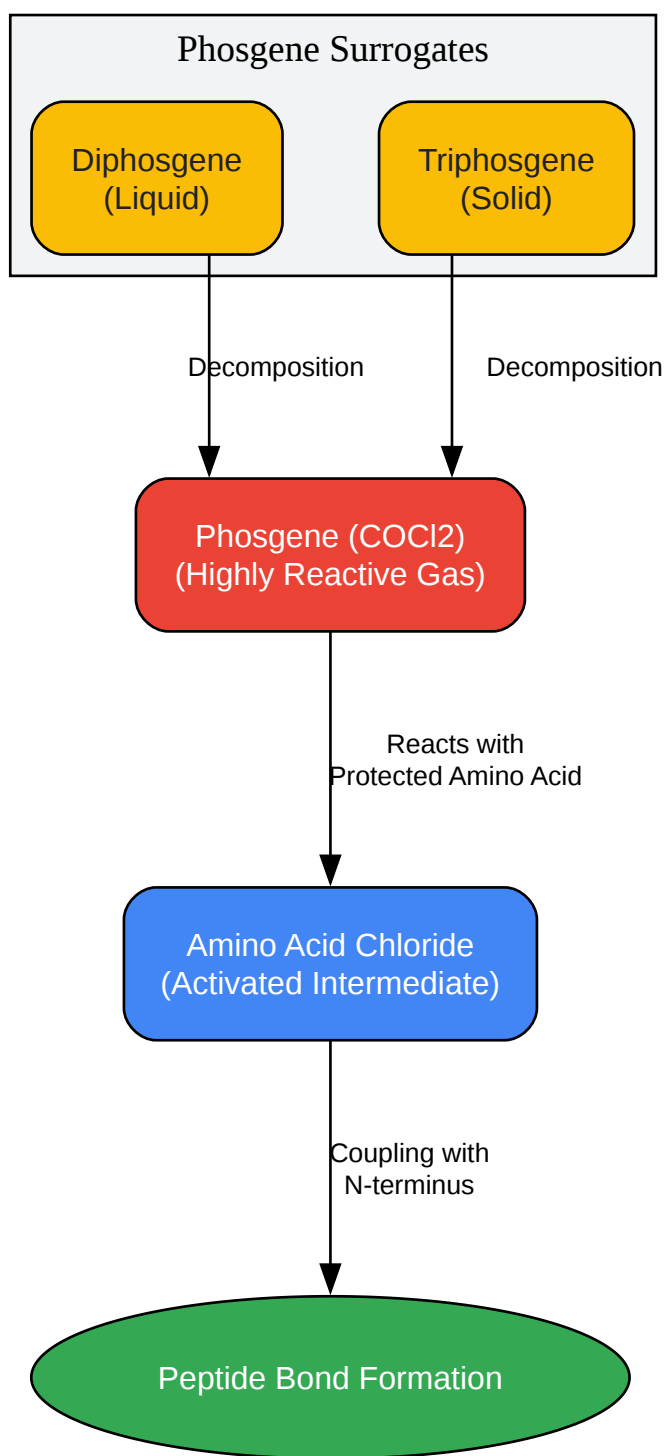 Phosgene Surrogates
Diphosgene
(Liquid)
Triphosgene
(Solid)
Decomposition
Decomposition
Phosgene (COCl2)
(Highly Reactive Gas)
Reacts with
Protected Amino Acid
Amino Acid Chloride
(Activated Intermediate)
Coupling with
N-terminus
Peptide Bond Formation